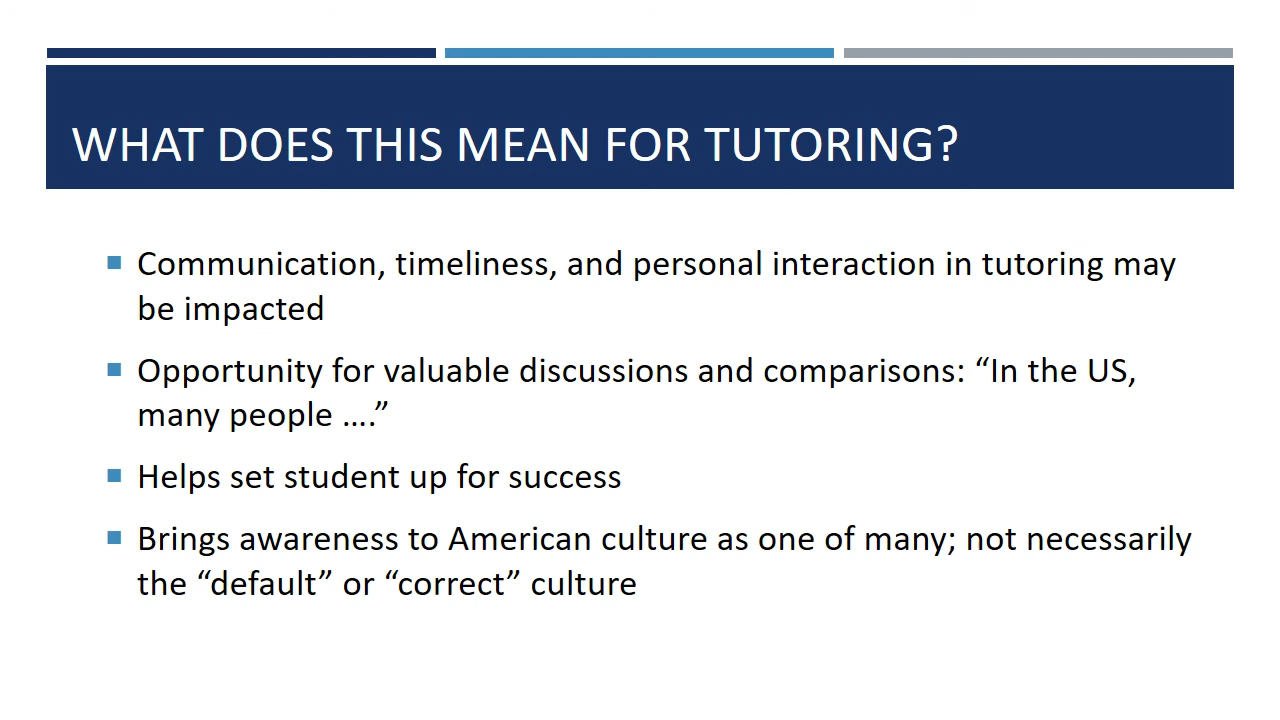 WHAT DOES THIS MEAN FOR TUTORING?
Communication, timeliness, and personal interaction in tutoring may
be impacted
Opportunity for valuable discussions and comparisons: “In the US,
many people ….”
Helps set student up for success
Brings awareness to American culture as one of many; not necessarily
the “default” or “correct” culture